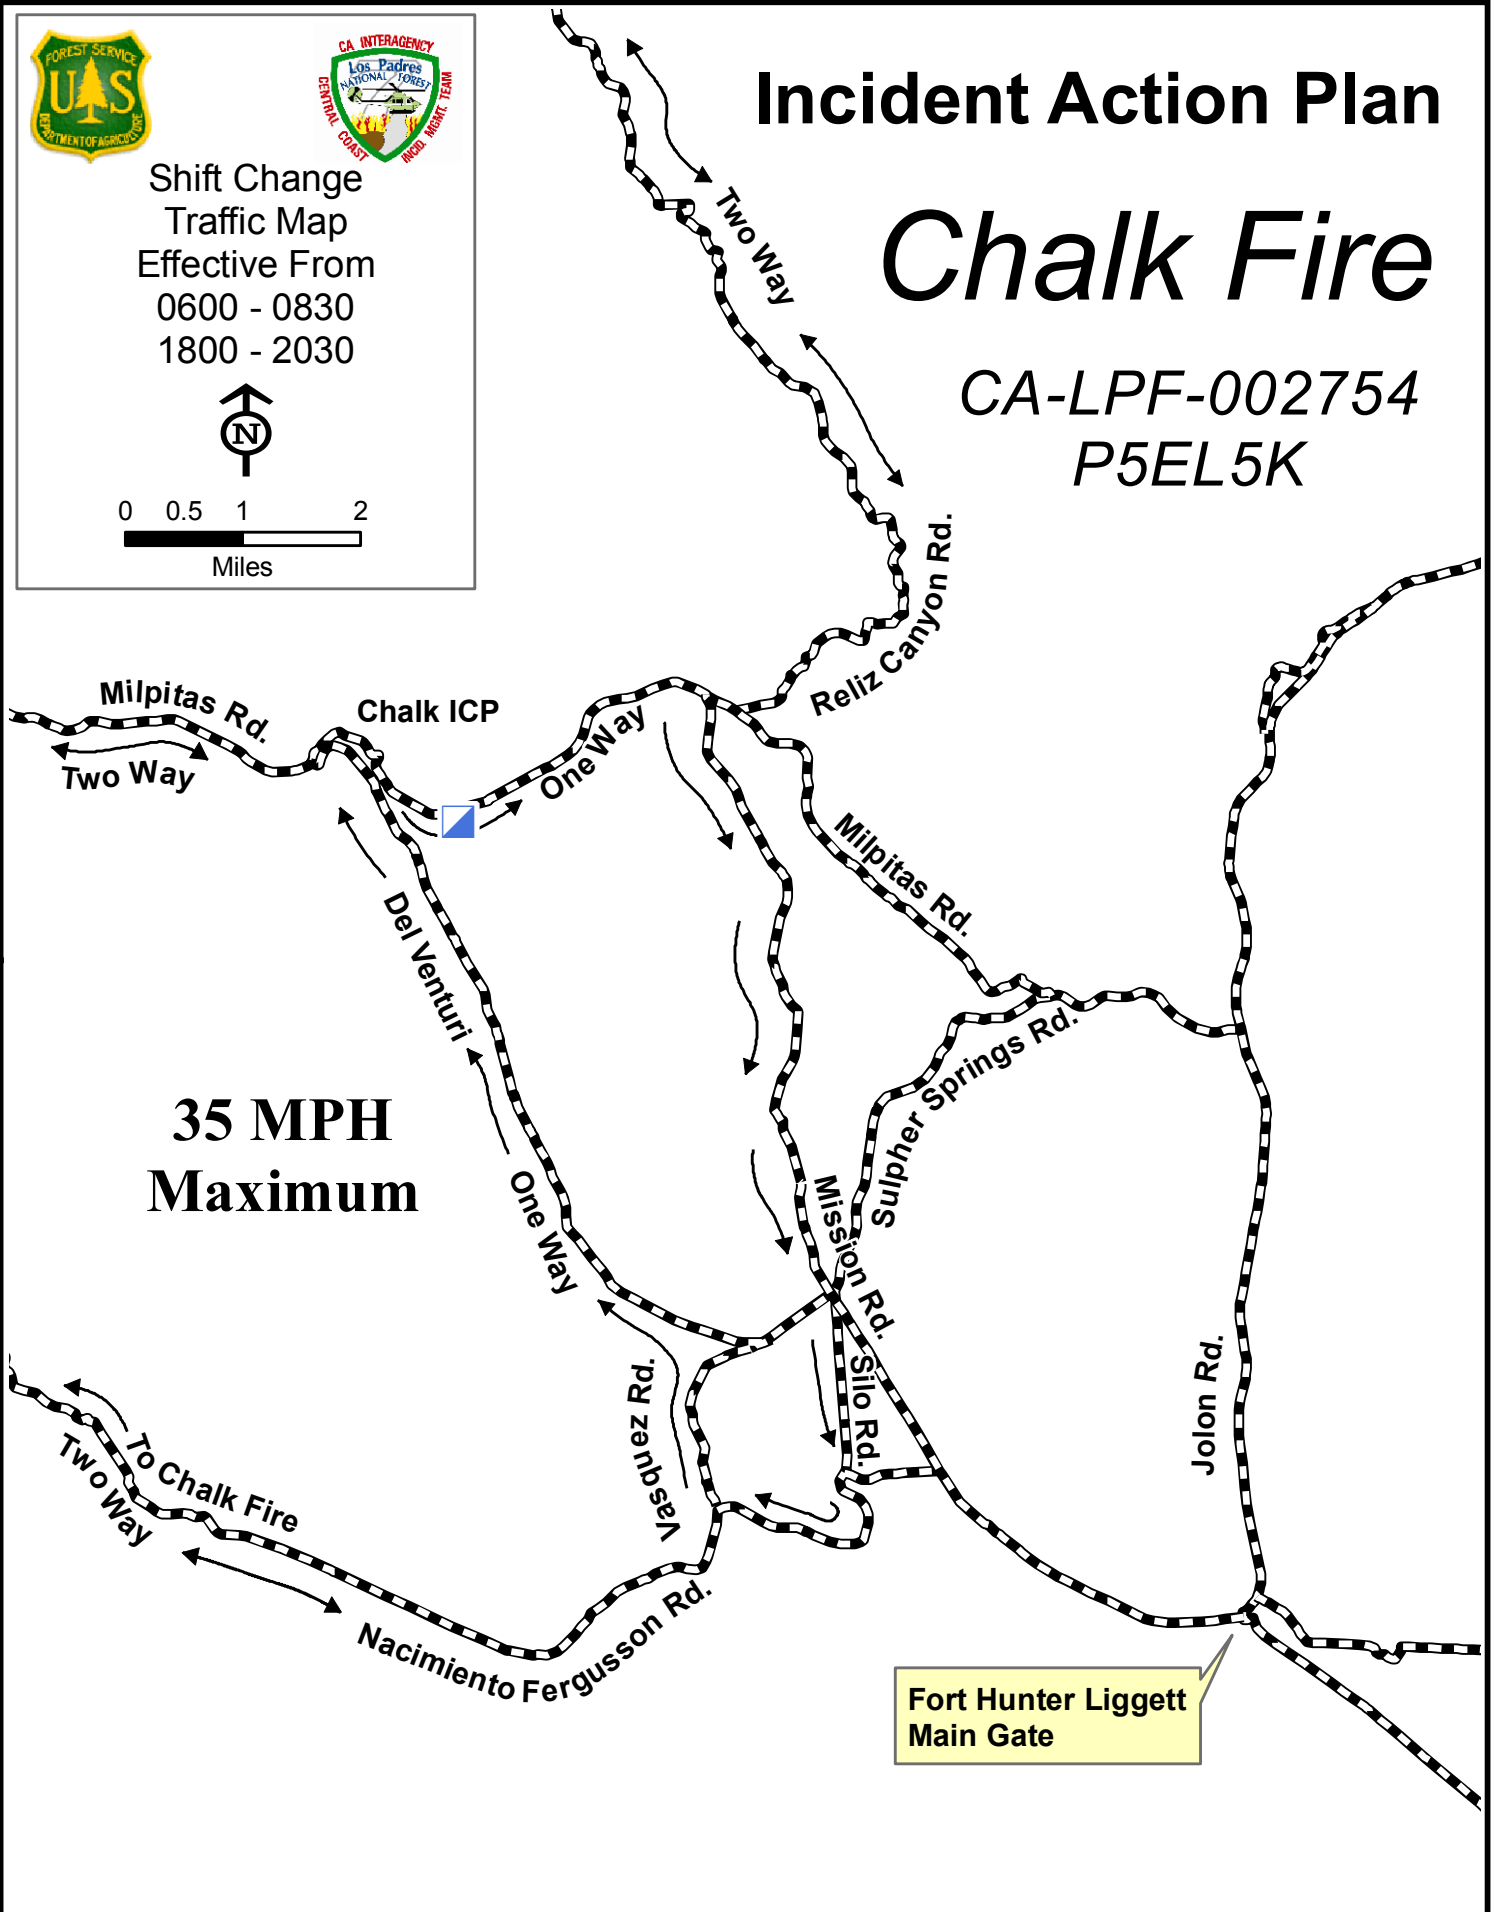 FOREST SERVICE
U S
DEPARTMENT OF AGRICULTURE
CA INTERAGENCY
Los Padres
NATIONAL FOREST
CENTRAL COAST
INCID. MGMT. TEAM
Shift Change
Traffic Map
Effective From
0600 - 0830
1800 - 2030
N
0 0.5 1 2
Miles
Incident Action Plan
Chalk Fire
CA-LPF-002754
P5EL5K
Two Way
Reliz Canyon Rd.
Milpitas Rd.
Two Way
Chalk ICP
One Way
Milpitas Rd.
Del Venturi
Sulpher Springs Rd.
35 MPH
Maximum
One Way
Mission Rd.
Silo Rd.
Vasquez Rd.
Jolon Rd.
To Chalk Fire
Two Way
Nacimiento Fergusson Rd.
Fort Hunter Liggett
Main Gate